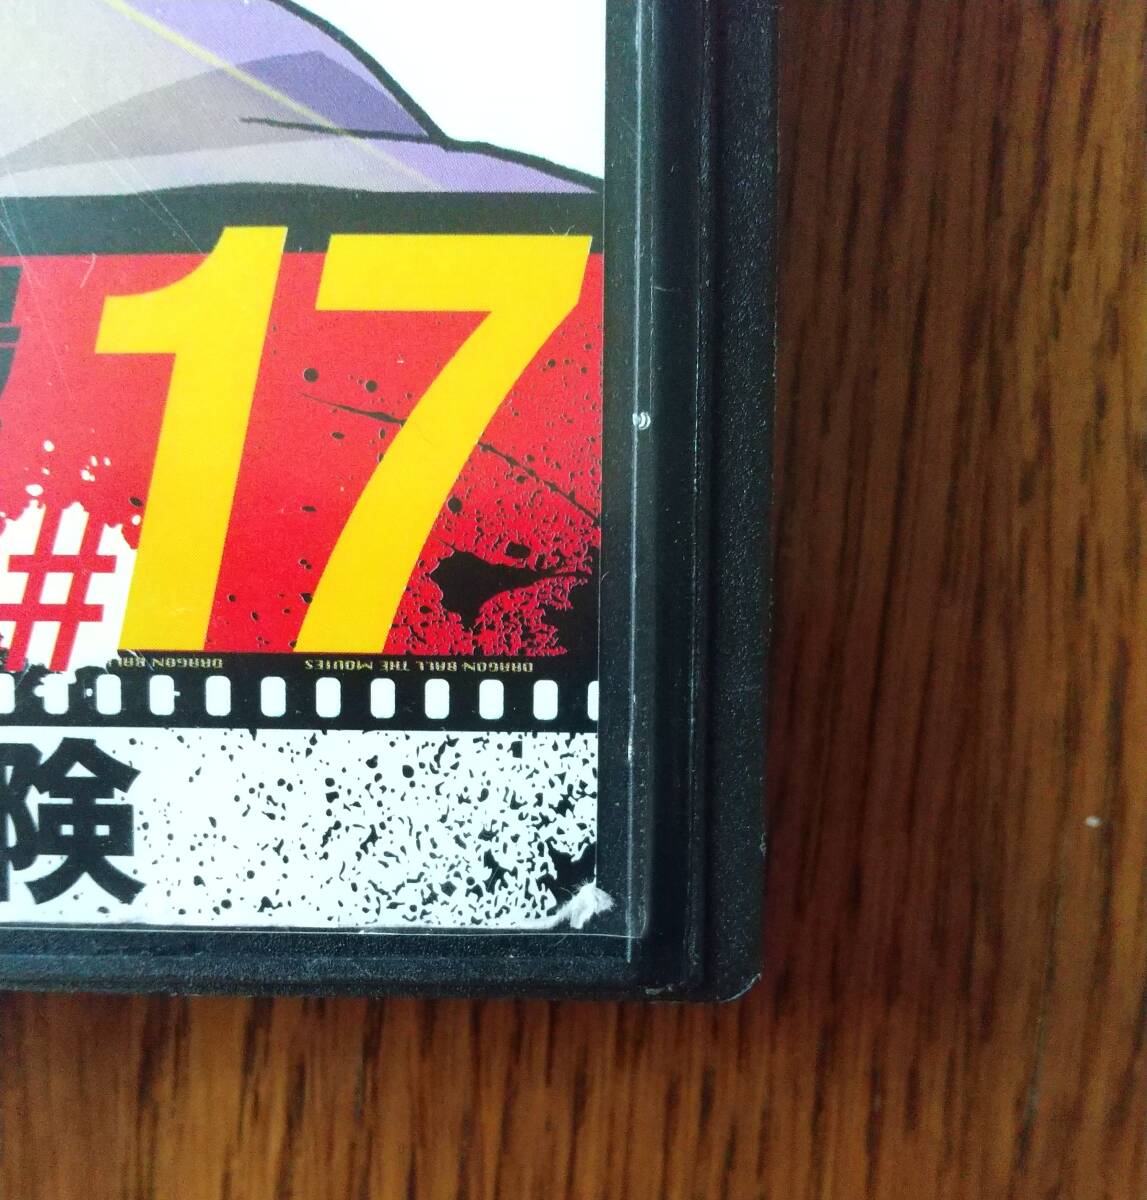 #17
DRAGON BALL THE MOVIES DRAGON BALL
険